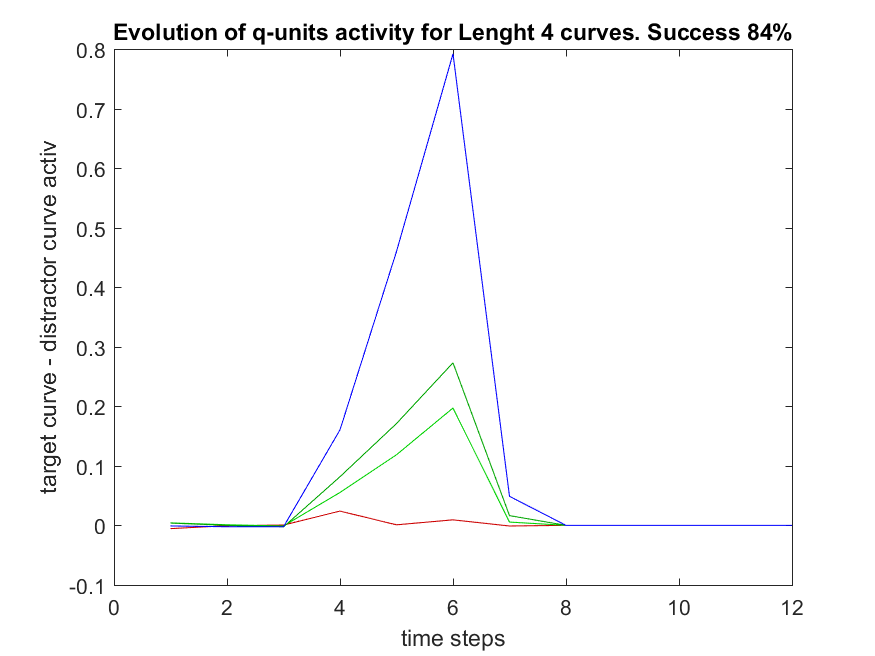 Evolution of q-units activity for Lenght 4 curves. Success 84%
0.8
0.7
0.6
0.5
0.4
0.3
0.2
0.1
0
-0.1
target curve - distractor curve activ
0 2 4 6 8 10 12
time steps